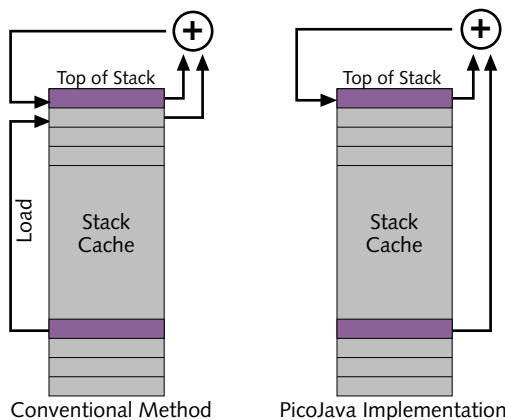 +
Top of Stack
Load
Stack
Cache
Conventional Method
+
Top of Stack
Stack
Cache
PicoJava Implementation